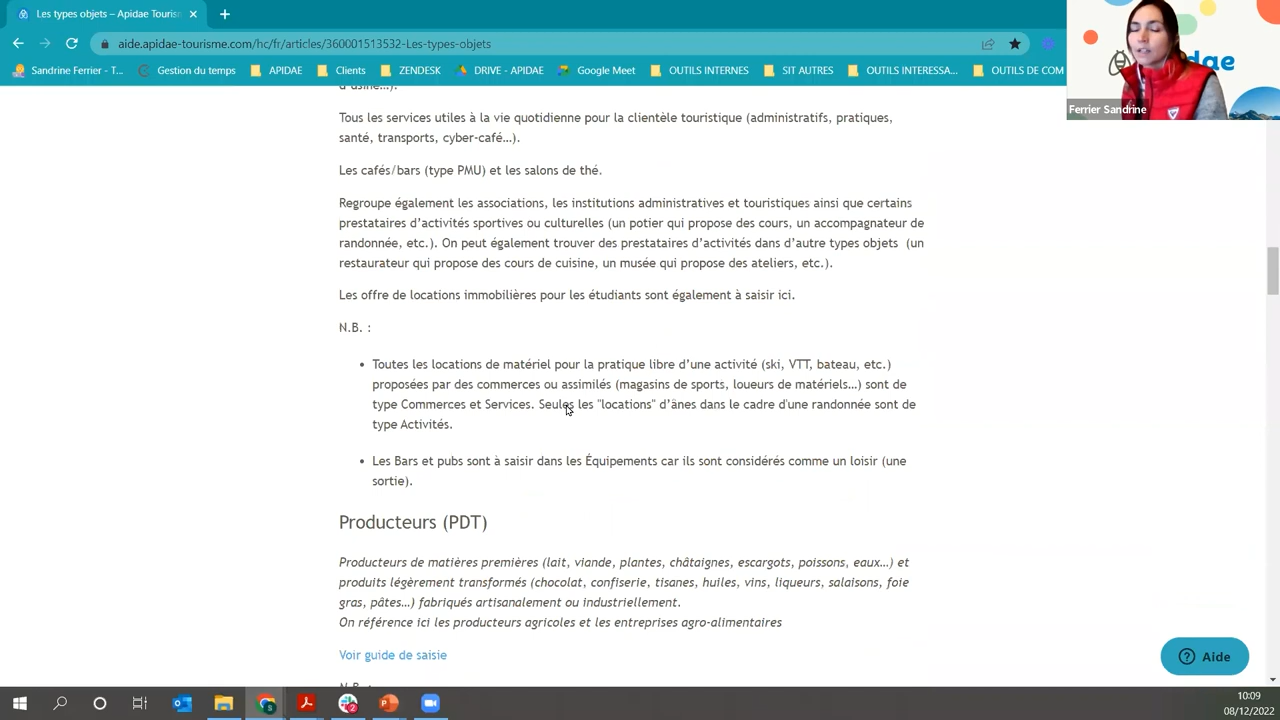 Les types objets – Apidae Tourisn
aide.apidae-tourisme.com/hc/fr/articles/360001513532-Les-types-objets
Sandrine Ferrier - T...
Gestion du temps
APIDAE
Clients
ZENDESK
DRIVE - APIDAE
Google Meet
OUTILS INTERNES
SIT AUTRES
OUTILS INTERESSA...
OUTILS DE COM
dae
Ferrier Sandrine
d'usine…).
Tous les services utiles à la vie quotidienne pour la clientèle touristique (administratifs, pratiques,
santé, transports, cyber-café…).
Les cafés/bars (type PMU) et les salons de thé.
Regroupe également les associations, les institutions administratives et touristiques ainsi que certains
prestataires d'activités sportives ou culturelles (un potier qui propose des cours, un accompagnateur de
randonnée, etc.). On peut également trouver des prestataires d'activités dans d'autre types objets (un
restaurateur qui propose des cours de cuisine, un musée qui propose des ateliers, etc.).
Les offre de locations immobilières pour les étudiants sont également à saisir ici.
N.B. :
• Toutes les locations de matériel pour la pratique libre d'une activité (ski, VTT, bateau, etc.)
proposées par des commerces ou assimilés (magasins de sports, loueurs de matériels…) sont de
type Commerces et Services. Seules les "locations" d'ânes dans le cadre d'une randonnée sont de
type Activités.
• Les Bars et pubs sont à saisir dans les Équipements car ils sont considérés comme un loisir (une
sortie).
Producteurs (PDT)
Producteurs de matières premières (lait, viande, plantes, châtaignes, escargots, poissons, eaux…) et
produits légèrement transformés (chocolat, confiserie, tisanes, huiles, vins, liqueurs, salaisons, foie
gras, pâtes…) fabriqués artisanalement ou industriellement.
On référence ici les producteurs agricoles et les entreprises agro-alimentaires
Voir guide de saisie
N.B. :
Aide
10:09
08/12/2022